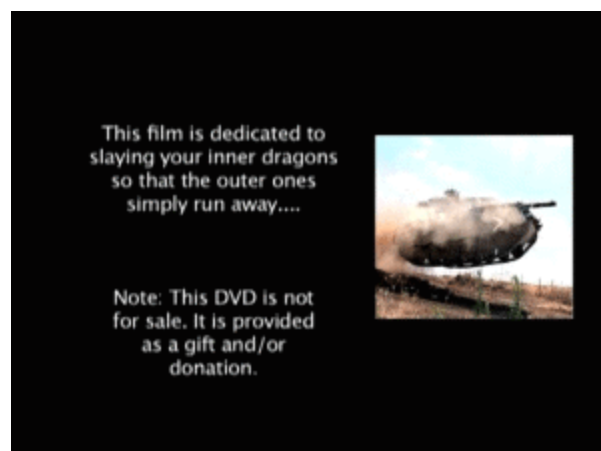 This film is dedicated to
slaying your inner dragons
so that the outer ones
simply run away....
Note: This DVD is not
for sale. It is provided
as a gift and/or
donation.